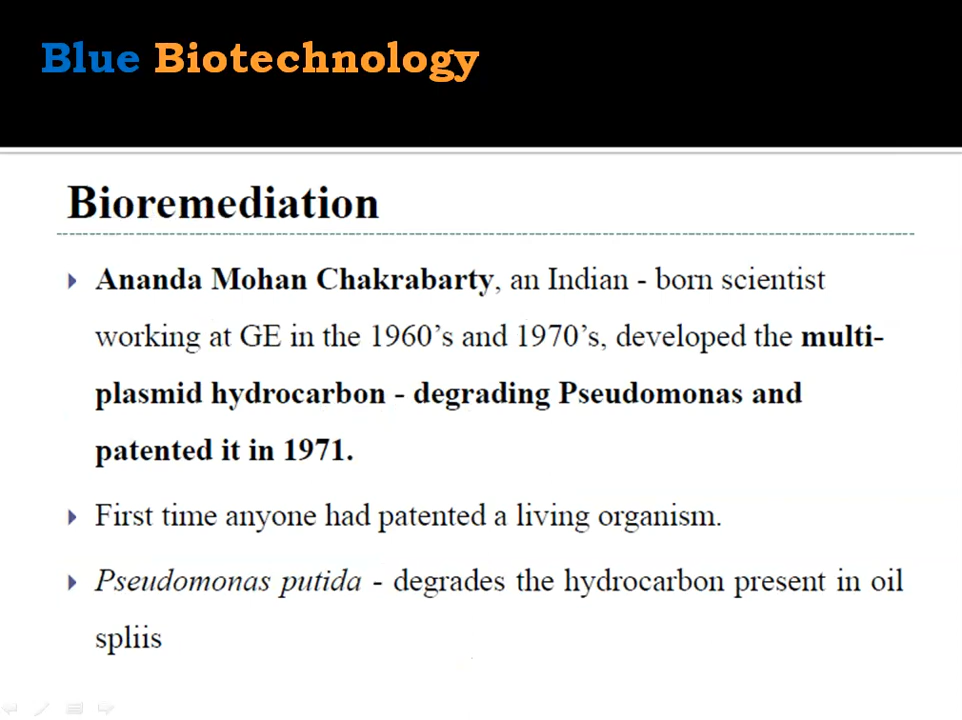 Blue Biotechnology
Bioremediation
Ananda Mohan Chakrabarty, an Indian - born scientist
working at GE in the 1960’s and 1970’s, developed the multi-
plasmid hydrocarbon - degrading Pseudomonas and
patented it in 1971.
First time anyone had patented a living organism.
Pseudomonas putida - degrades the hydrocarbon present in oil
spliis